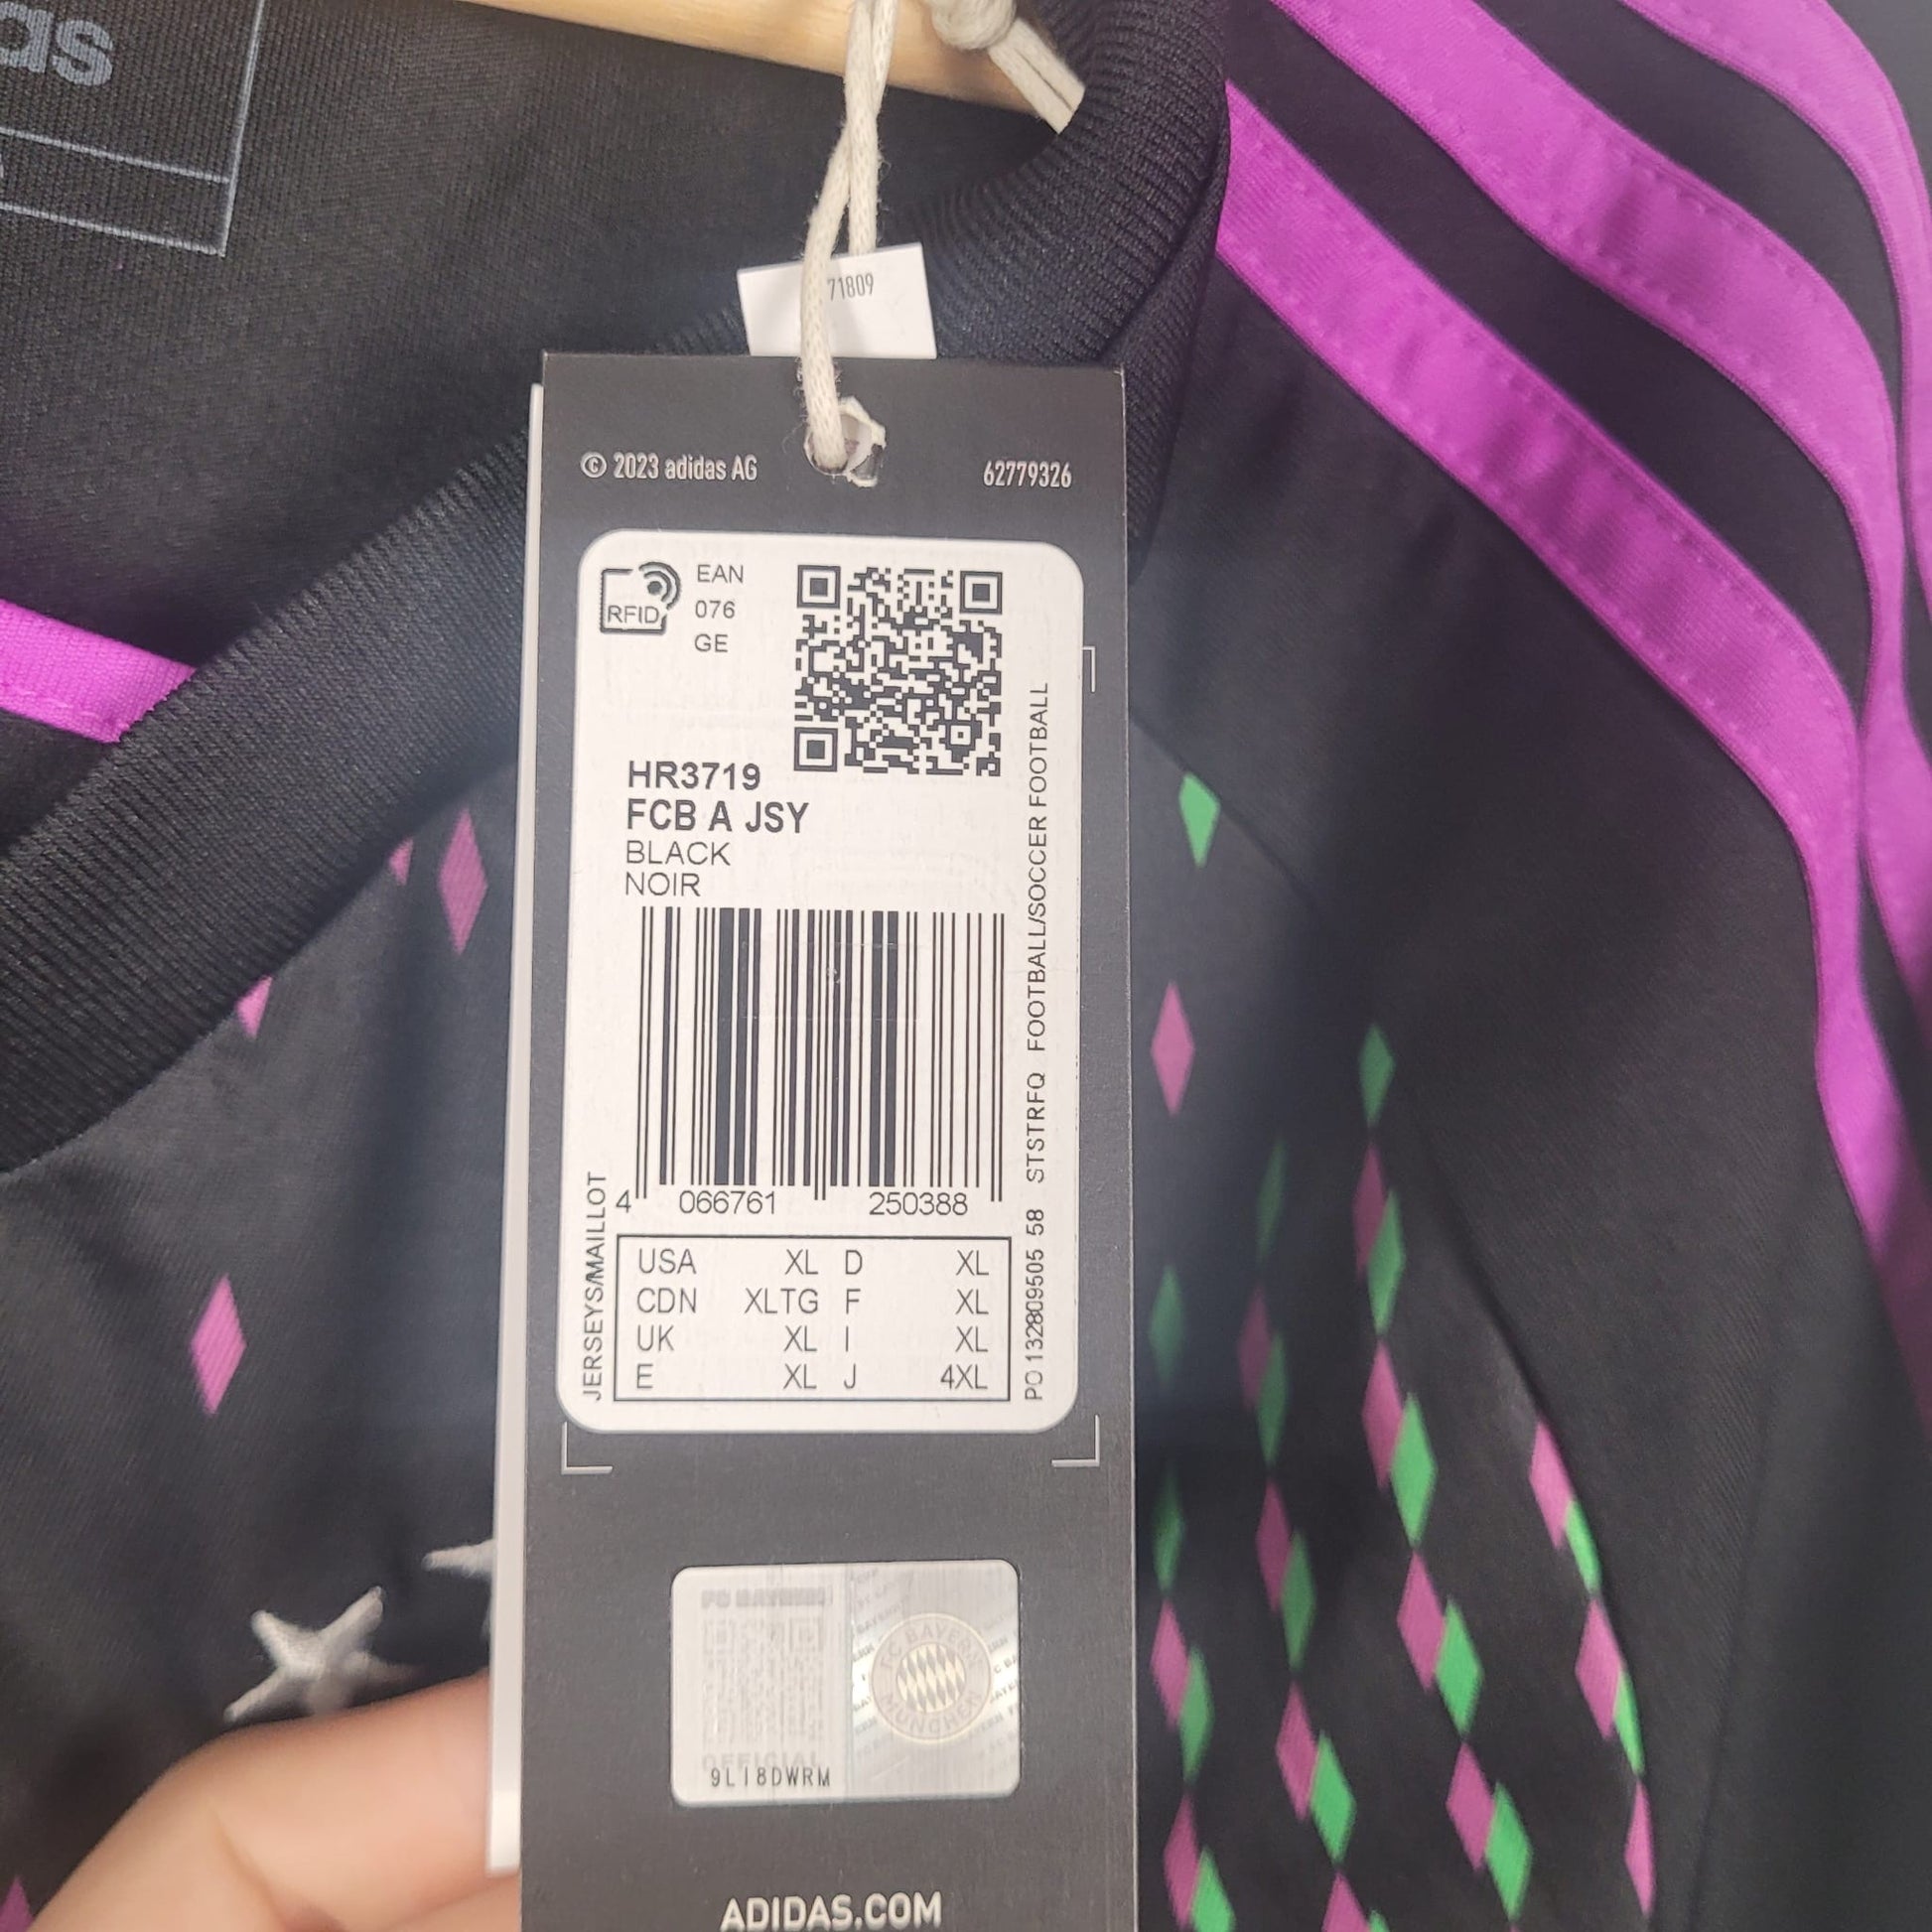 as
71809
© 2023 adidas AG
62779326
RFID
EAN
076
GE
HR3719
FCB A JSY
BLACK
NOIR
4 066761 250388
JERSEYS/MAILLOT
PO 132809505 58 STSTRFQ FOOTBALL/SOCCER FOOTBALL
USA XL D XL
CDN XLTG F XL
UK XL I XL
E XL J 4XL
FC BAYERN
OFFICIAL
9LI8DWRM
FC BAYERN
MÜNCHEN
ADIDAS.COM